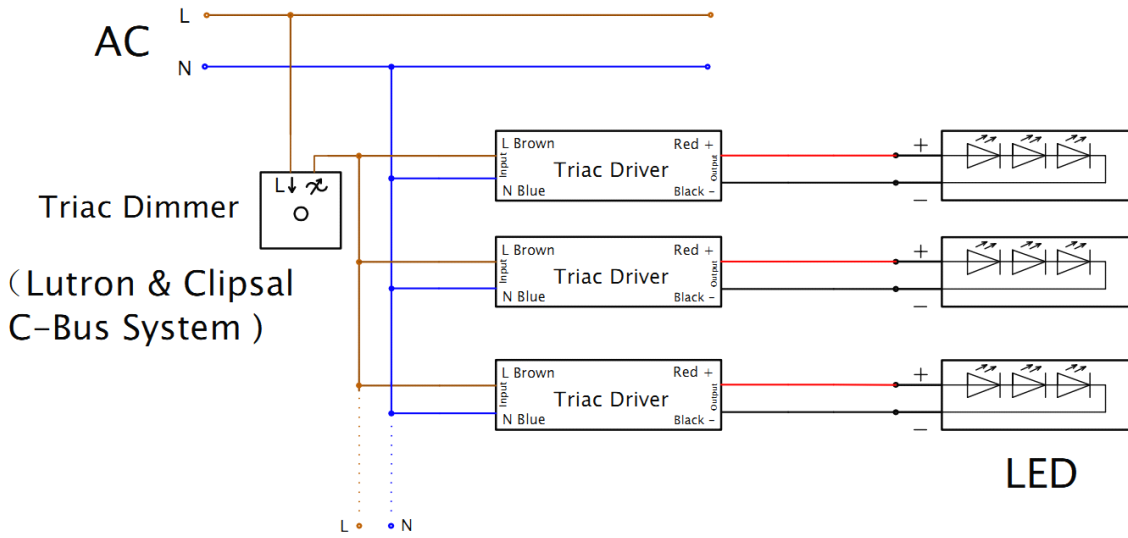 L
AC
N
L Brown
Red +
Input
Triac Driver
Output
N Blue
Black -
+
−
L
Triac Dimmer
（Lutron & Clipsal
C-Bus System )
L Brown
Red +
Input
Triac Driver
Output
N Blue
Black -
+
−
L Brown
Red +
Input
Triac Driver
Output
N Blue
Black -
+
−
LED
L
N